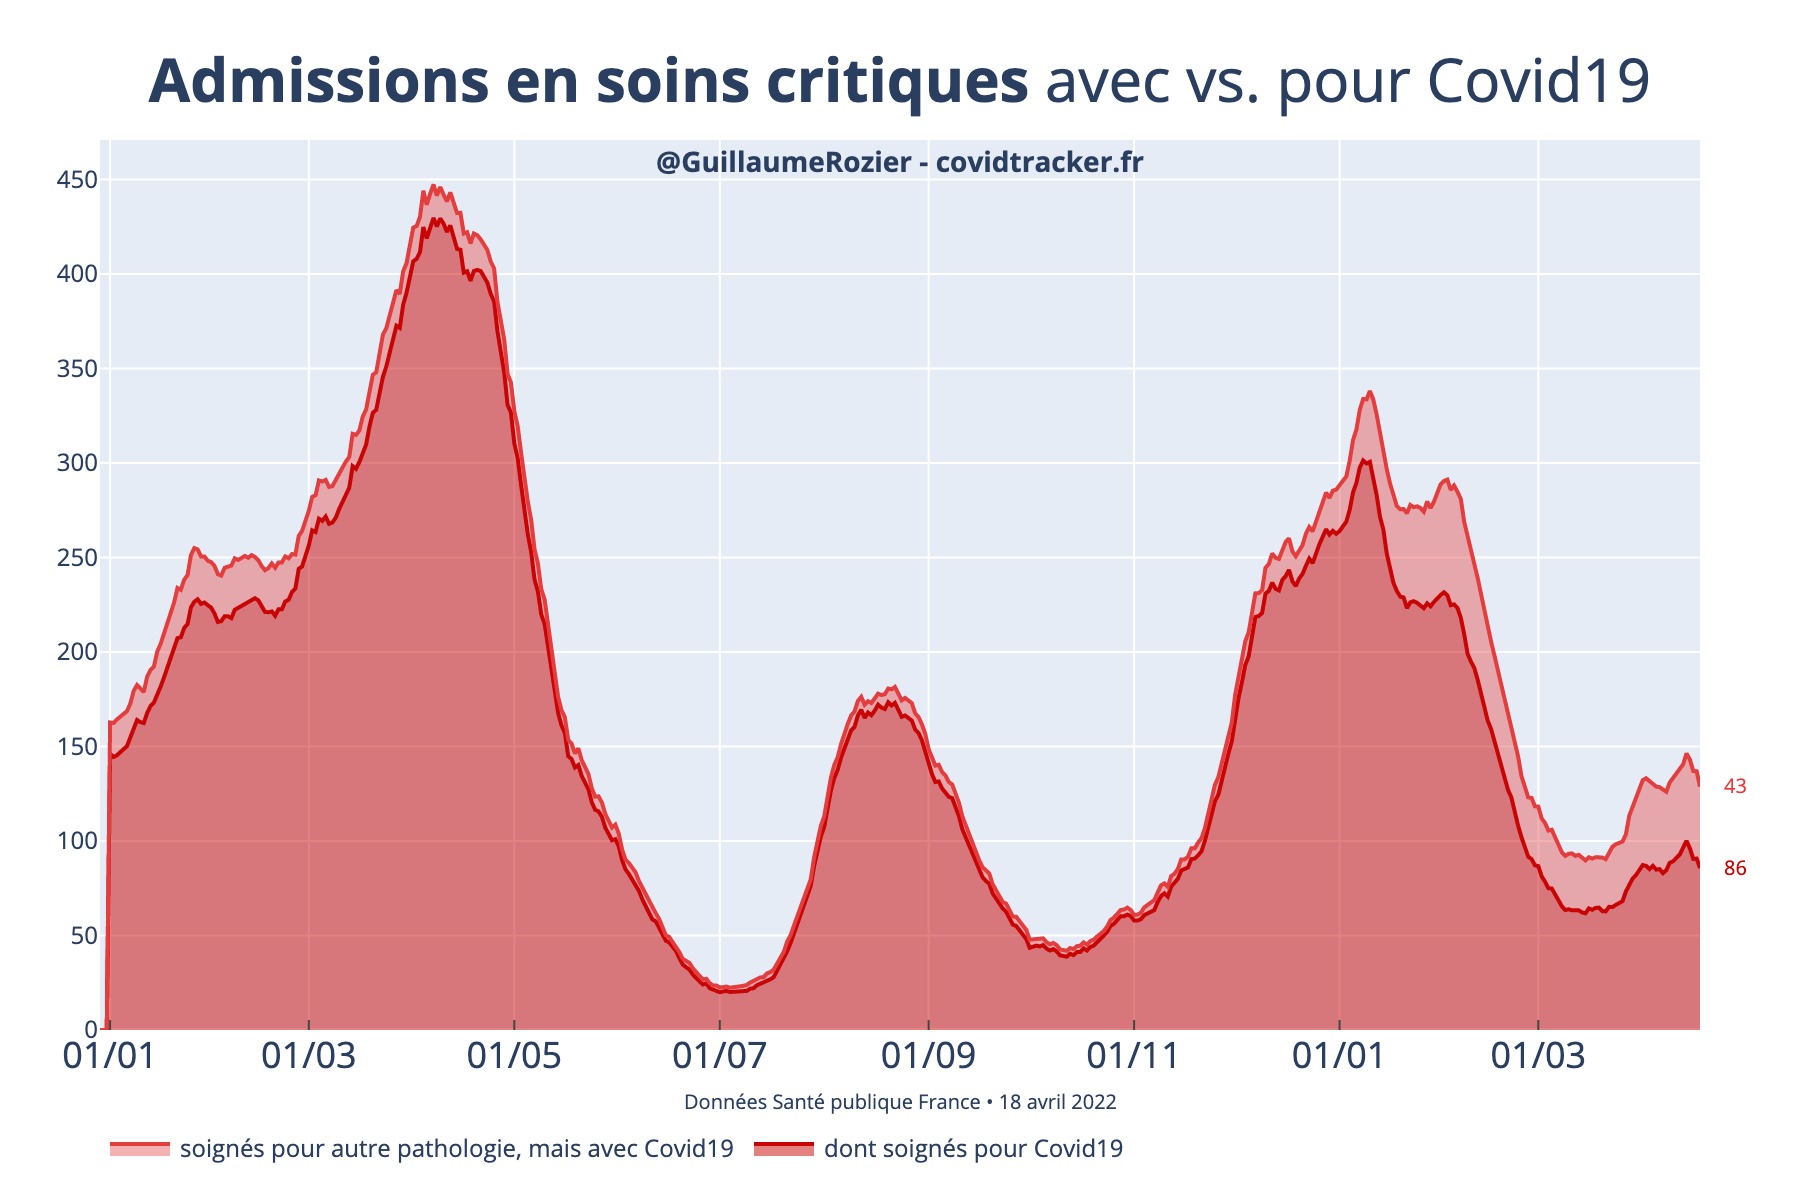 Admissions en soins critiques avec vs. pour Covid19
@GuillaumeRozier - covidtracker.fr
450
400
350
300
250
200
150
100
50
0
43
86
01/01 01/03 01/05 01/07 01/09 01/11 01/01 01/03
Données Santé publique France • 18 avril 2022
soignés pour autre pathologie, mais avec Covid19 dont soignés pour Covid19